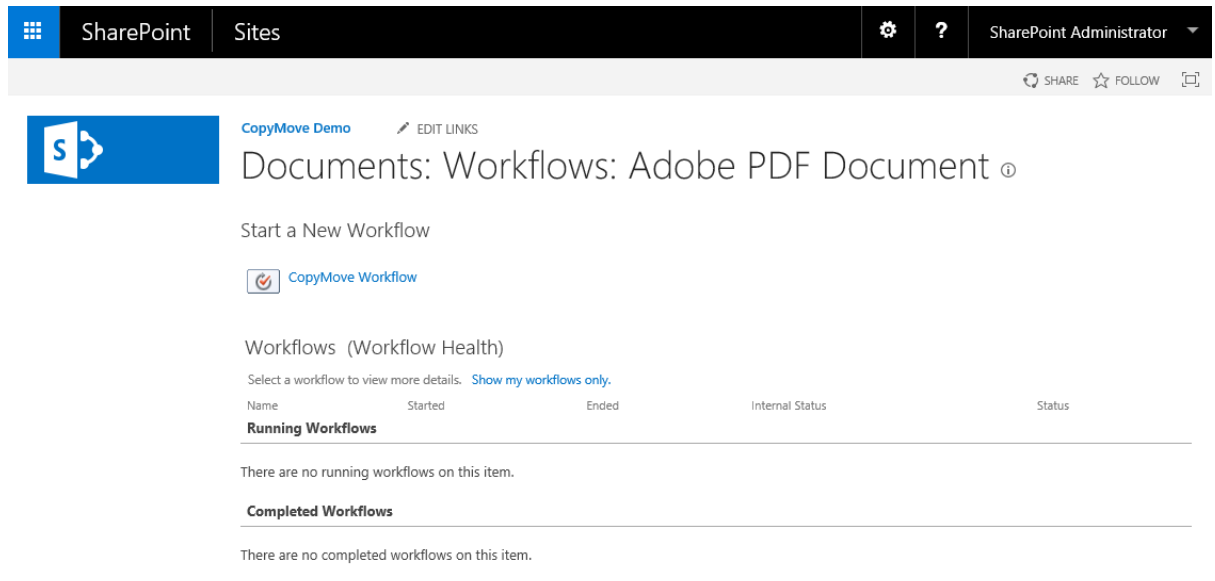 SharePoint Sites ? SharePoint Administrator
SHARE FOLLOW
S
CopyMove Demo EDIT LINKS
Documents: Workflows: Adobe PDF Document
Start a New Workflow
CopyMove Workflow
Workflows (Workflow Health)
Select a workflow to view more details. Show my workflows only.
Name Started Ended Internal Status Status
Running Workflows
There are no running workflows on this item.
Completed Workflows
There are no completed workflows on this item.